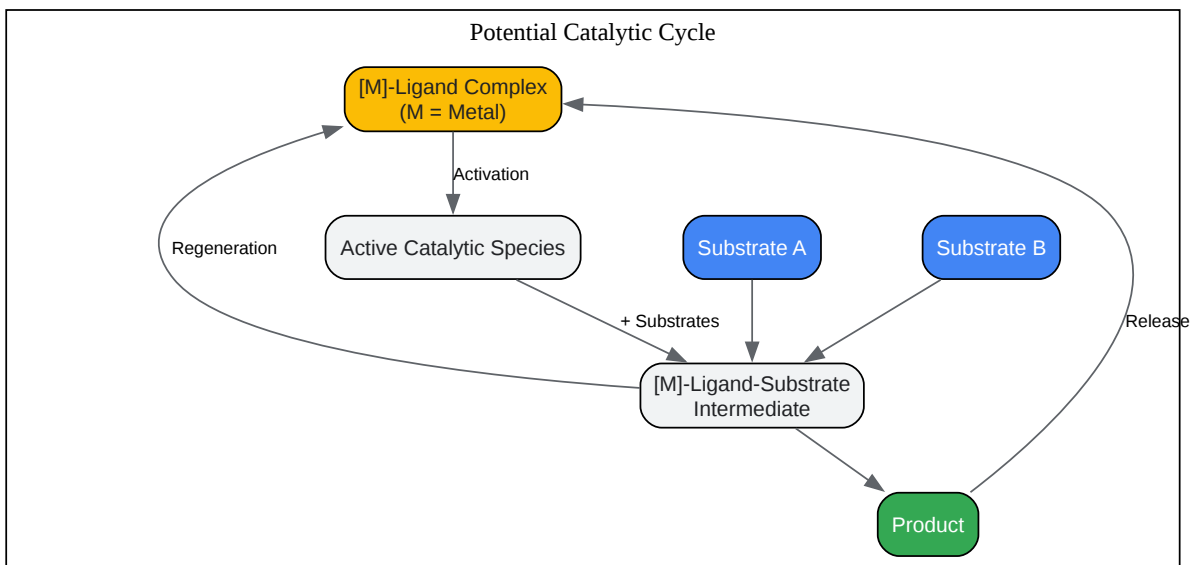 Potential Catalytic Cycle
[M]-Ligand Complex
(M = Metal)
Activation
Active Catalytic Species
Substrate A
Substrate B
Regeneration
+ Substrates
Release
[M]-Ligand-Substrate
Intermediate
Product